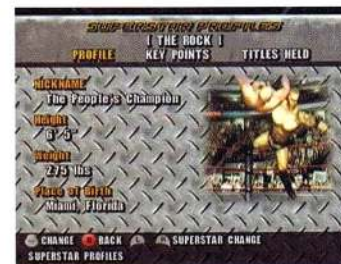 SUPERSTAR PROFILES
[ THE ROCK ]
PROFILE KEY POINTS TITLES HELD
NICKNAME
The People's Champion
Height
6' 5"
Weight
275 lbs
Place of Birth
Miami, Florida
CHANGE BACK L R SUPERSTAR CHANGE
SUPERSTAR PROFILES